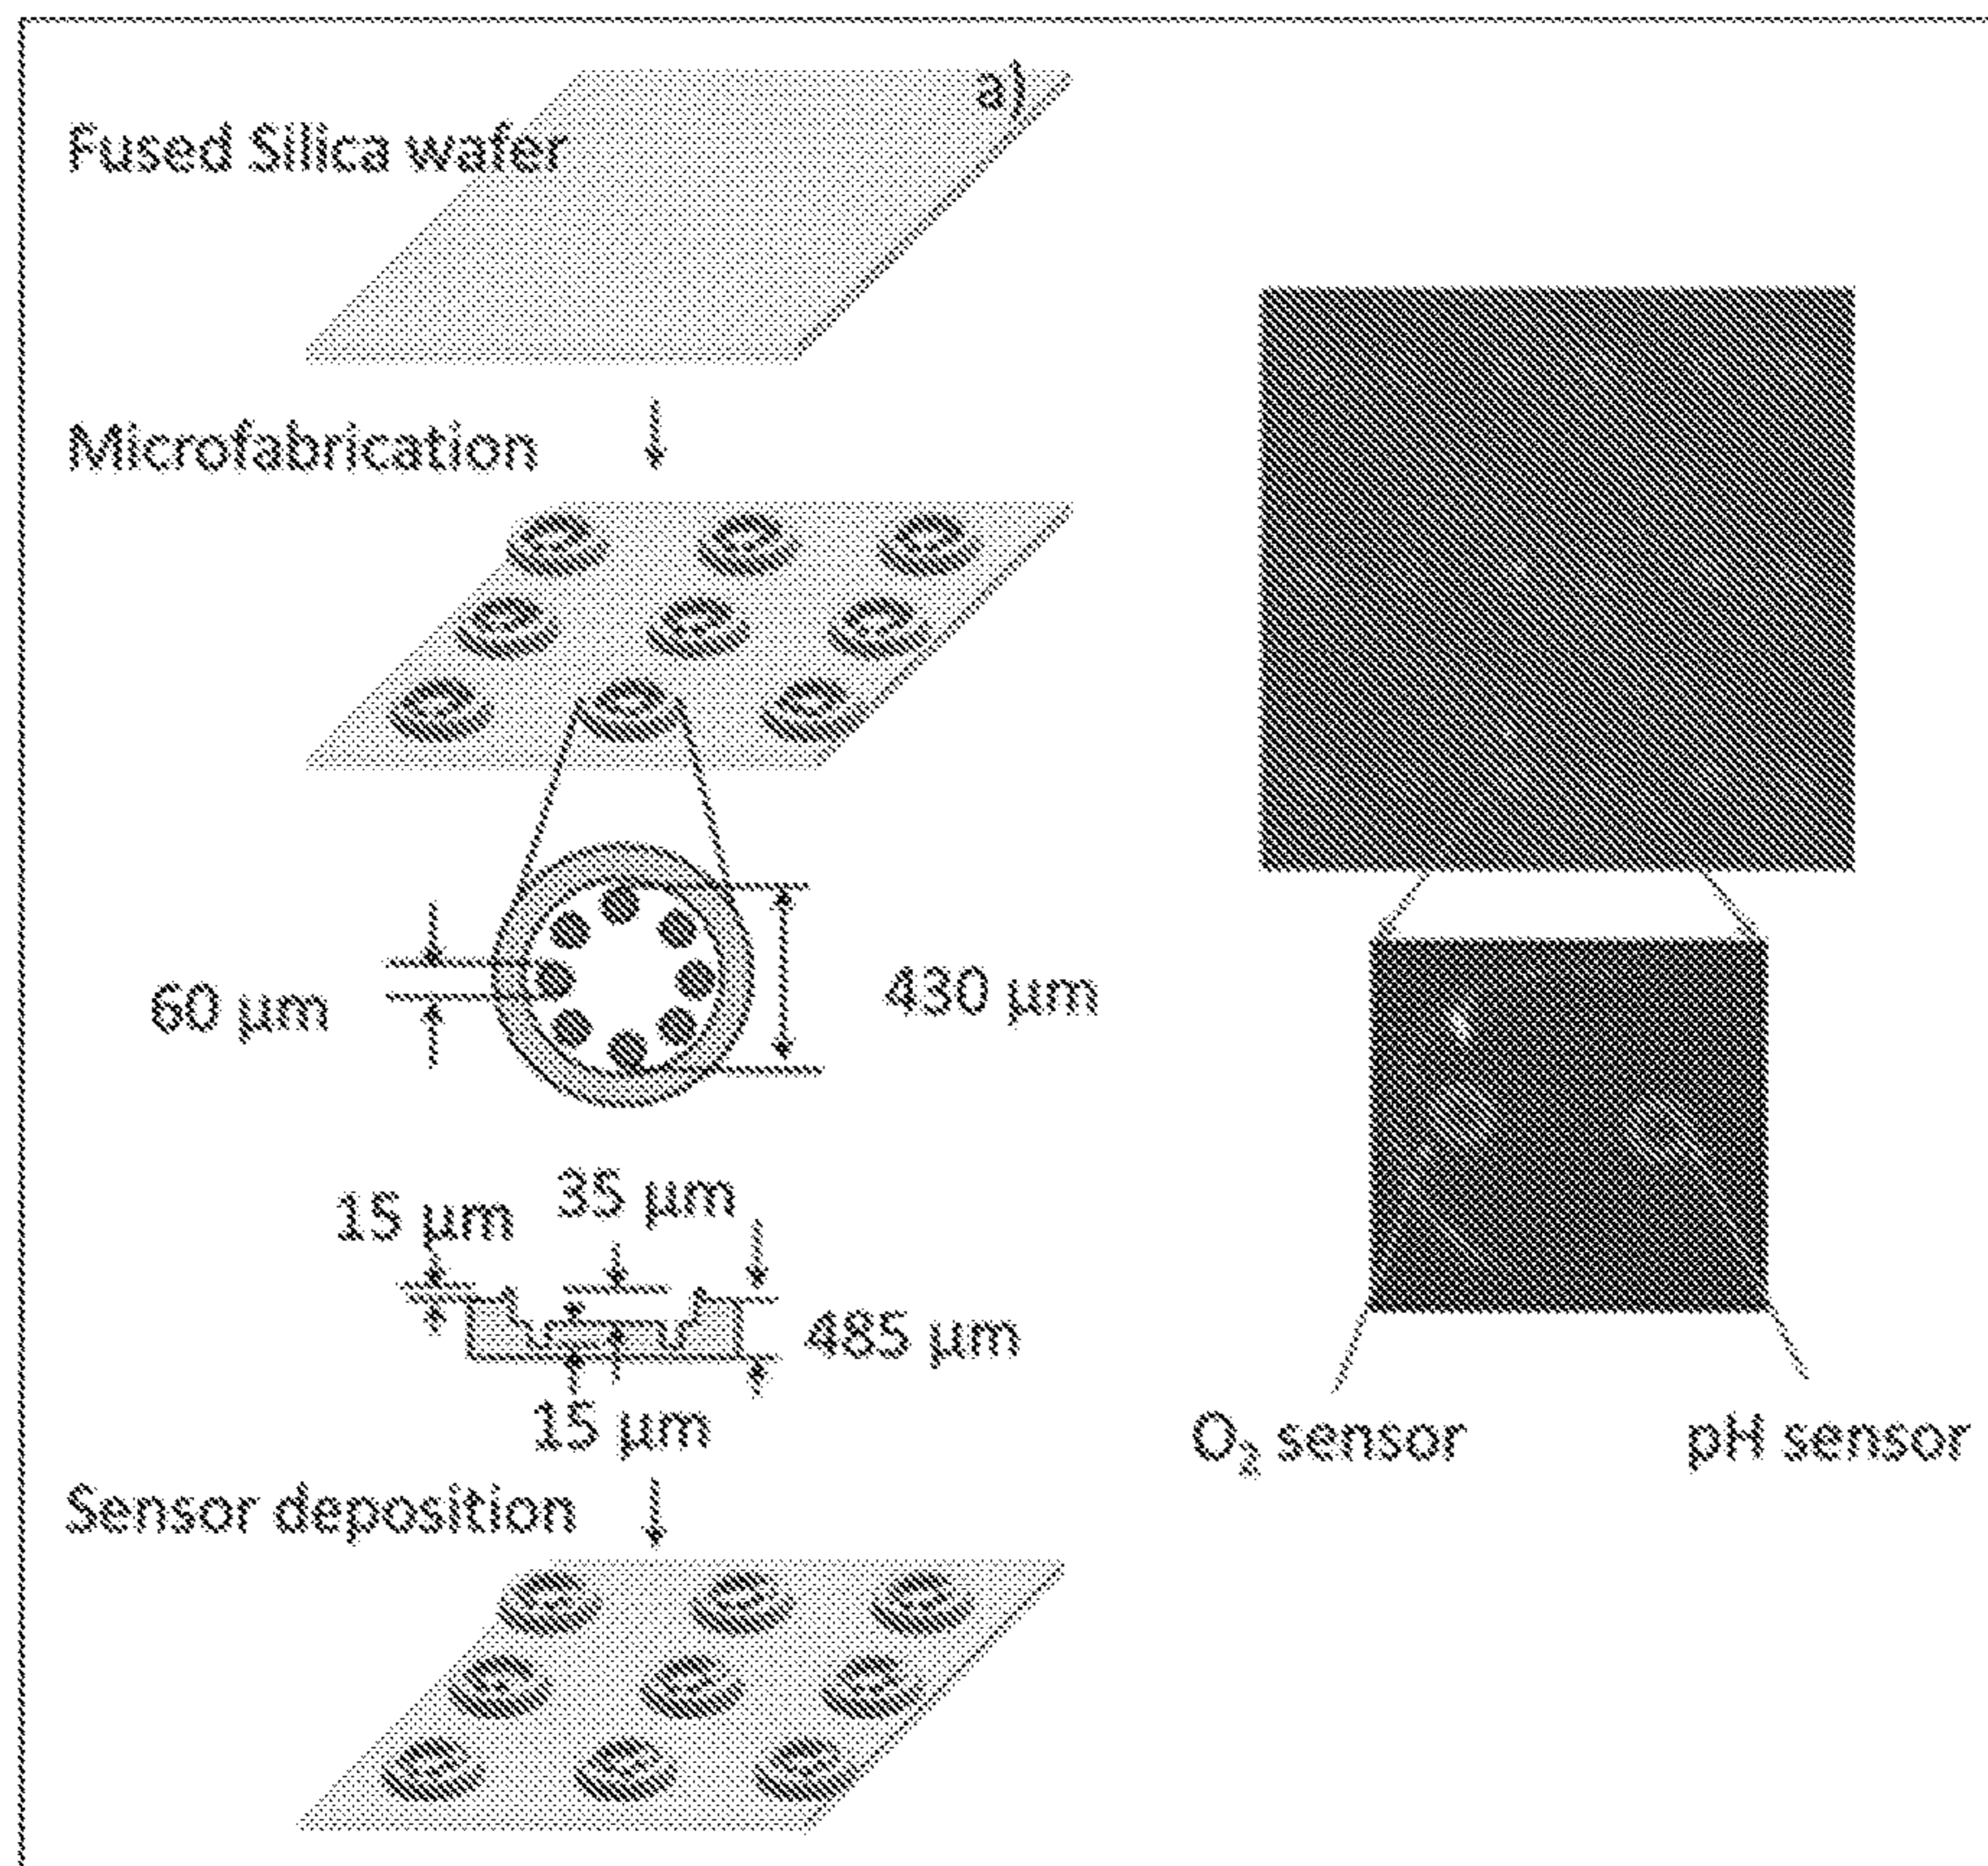 a)
Fused Silica wafer
Microfabrication
60 µm
430 µm
35 µm
15 µm
485 µm
15 µm
O₂ sensor
pH sensor
Sensor deposition